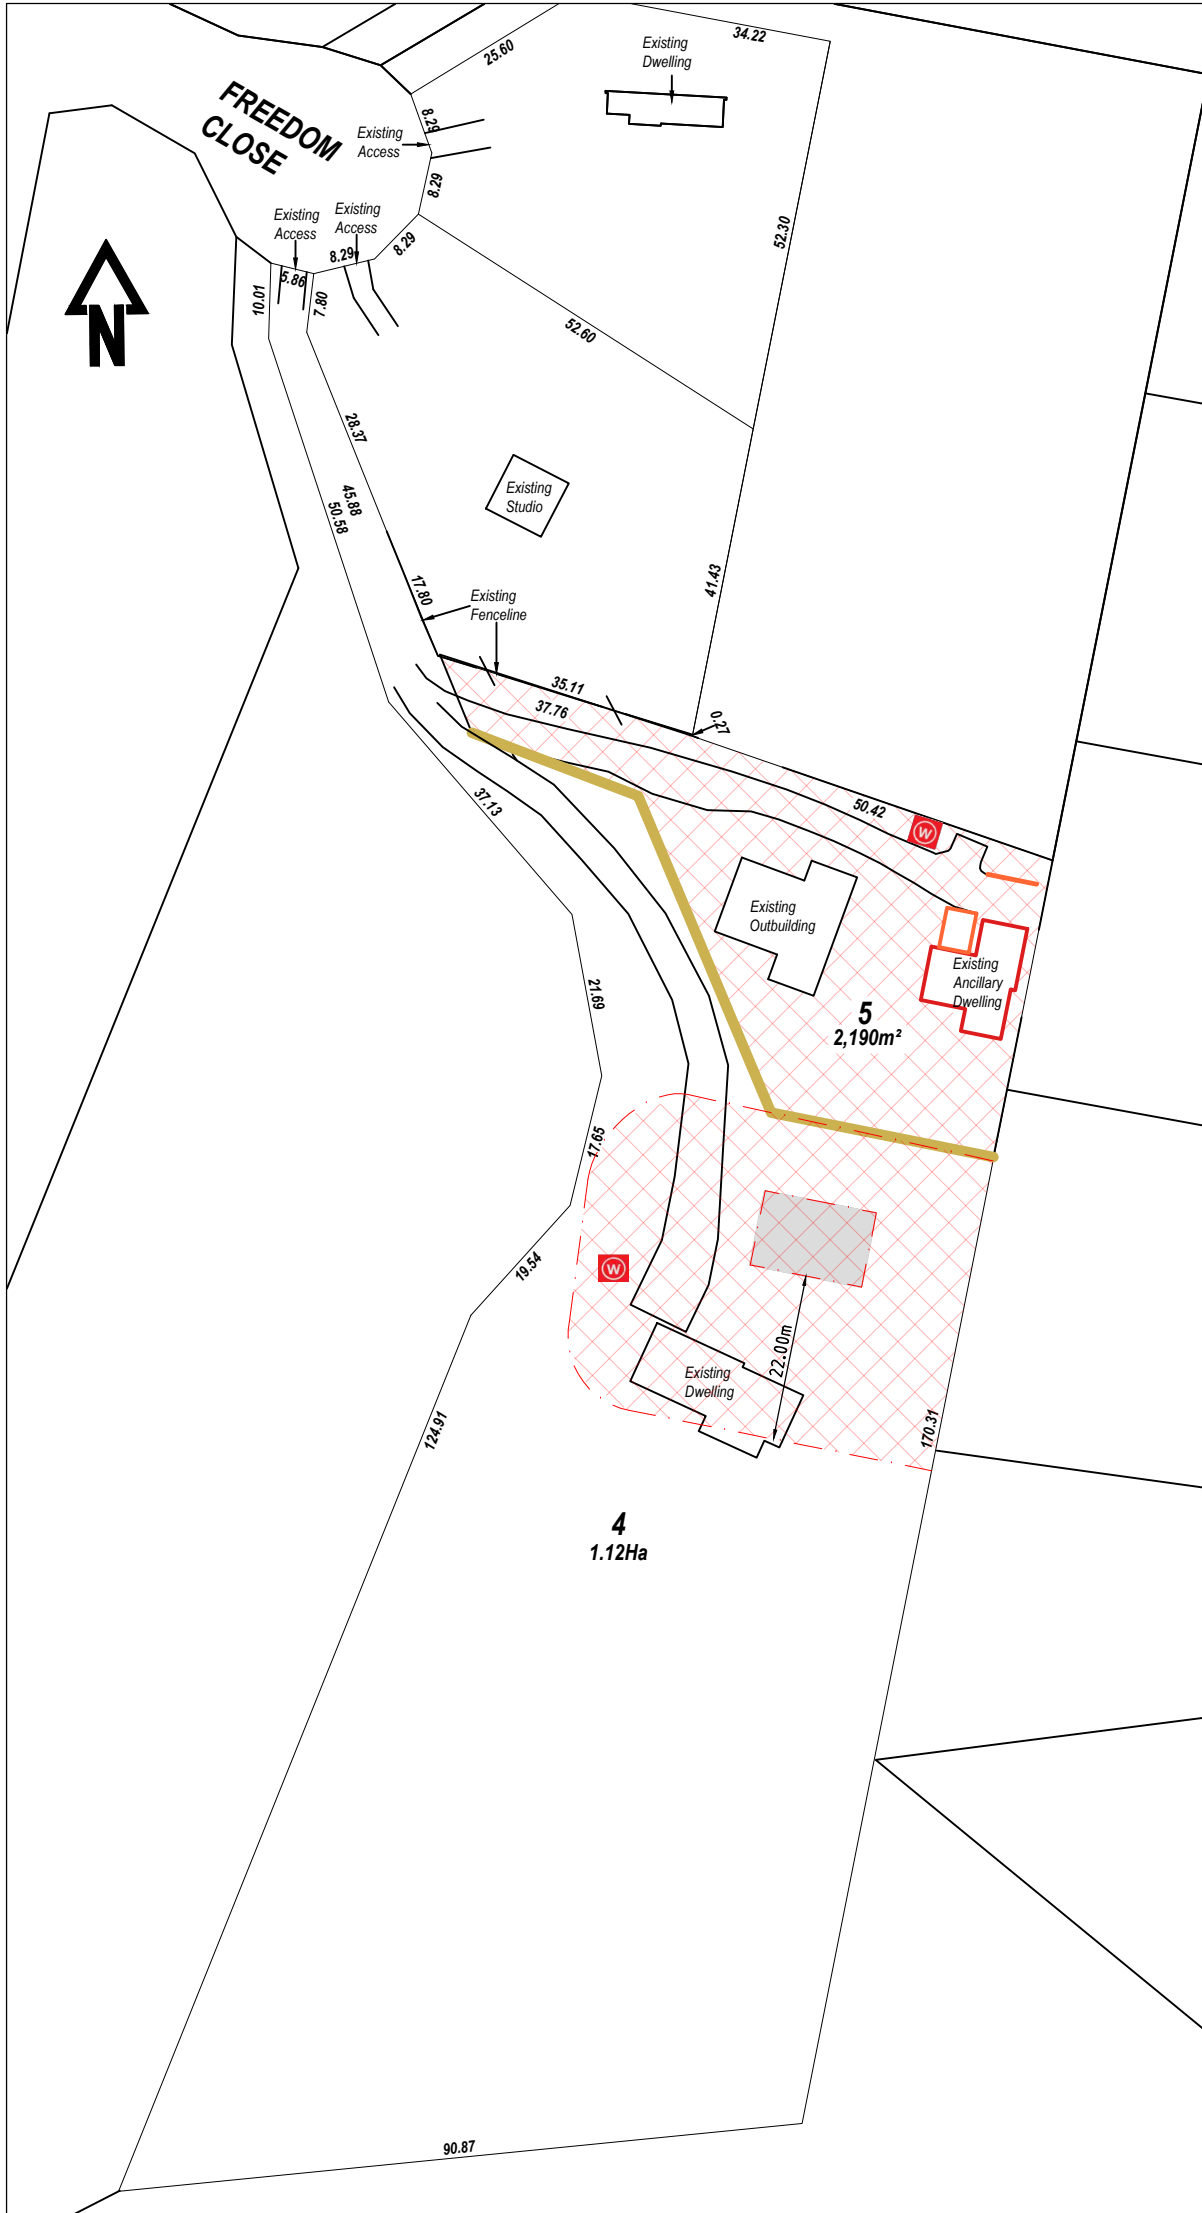 34.22
25.60
Existing
Dwelling
FREEDOM
CLOSE
8.29
Existing
Access
8.29
Existing
Access
Existing
Access
8.29
8.29
5.86
10.01
7.80
N
52.30
52.60
28.37
45.88
50.58
Existing
Studio
41.43
17.80
Existing
Fenceline
35.11
37.76
0.27
37.13
50.42
W
Existing
Outbuilding
Existing
Ancillary
Dwelling
21.69
5
2,190m²
17.65
19.54
W
22.00m
Existing
Dwelling
124.91
170.31
4
1.12Ha
90.87